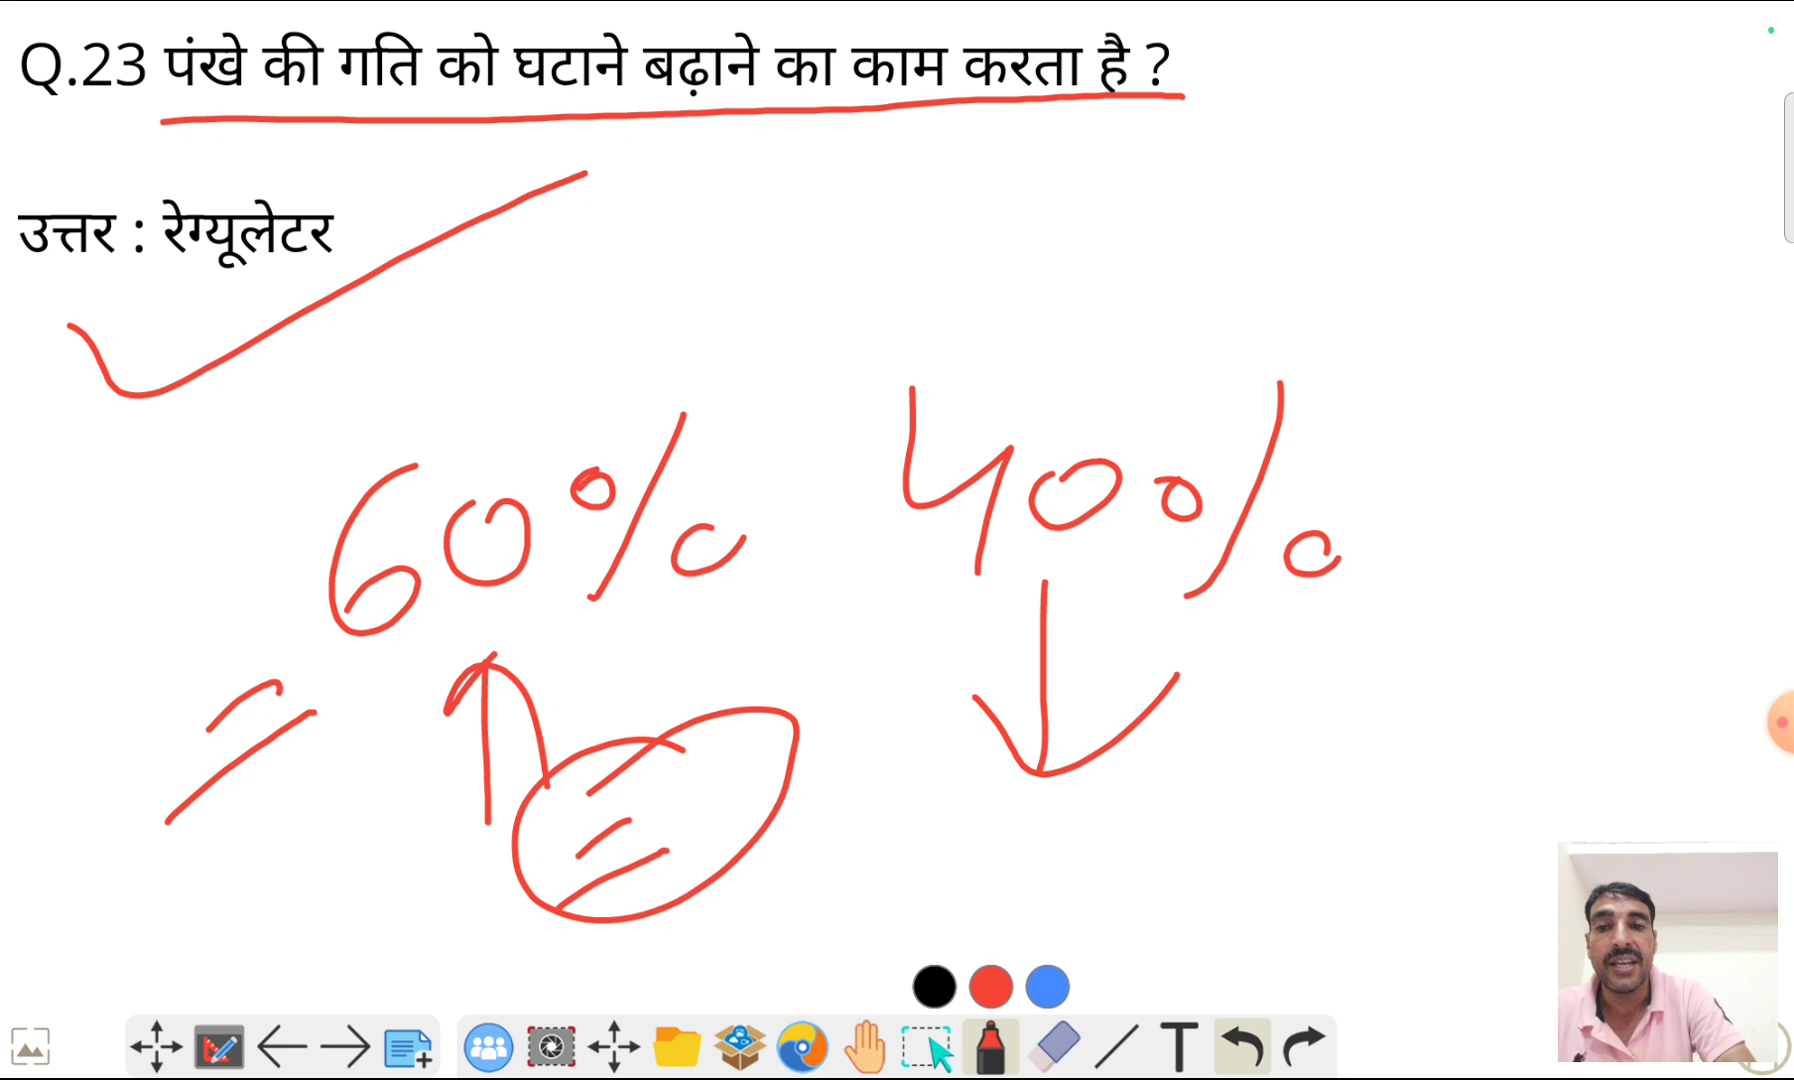 Q.23 पंखे की गति को घटाने बढ़ाने का काम करता है ?
उत्तर : रेग्यूलेटर
60% 40%